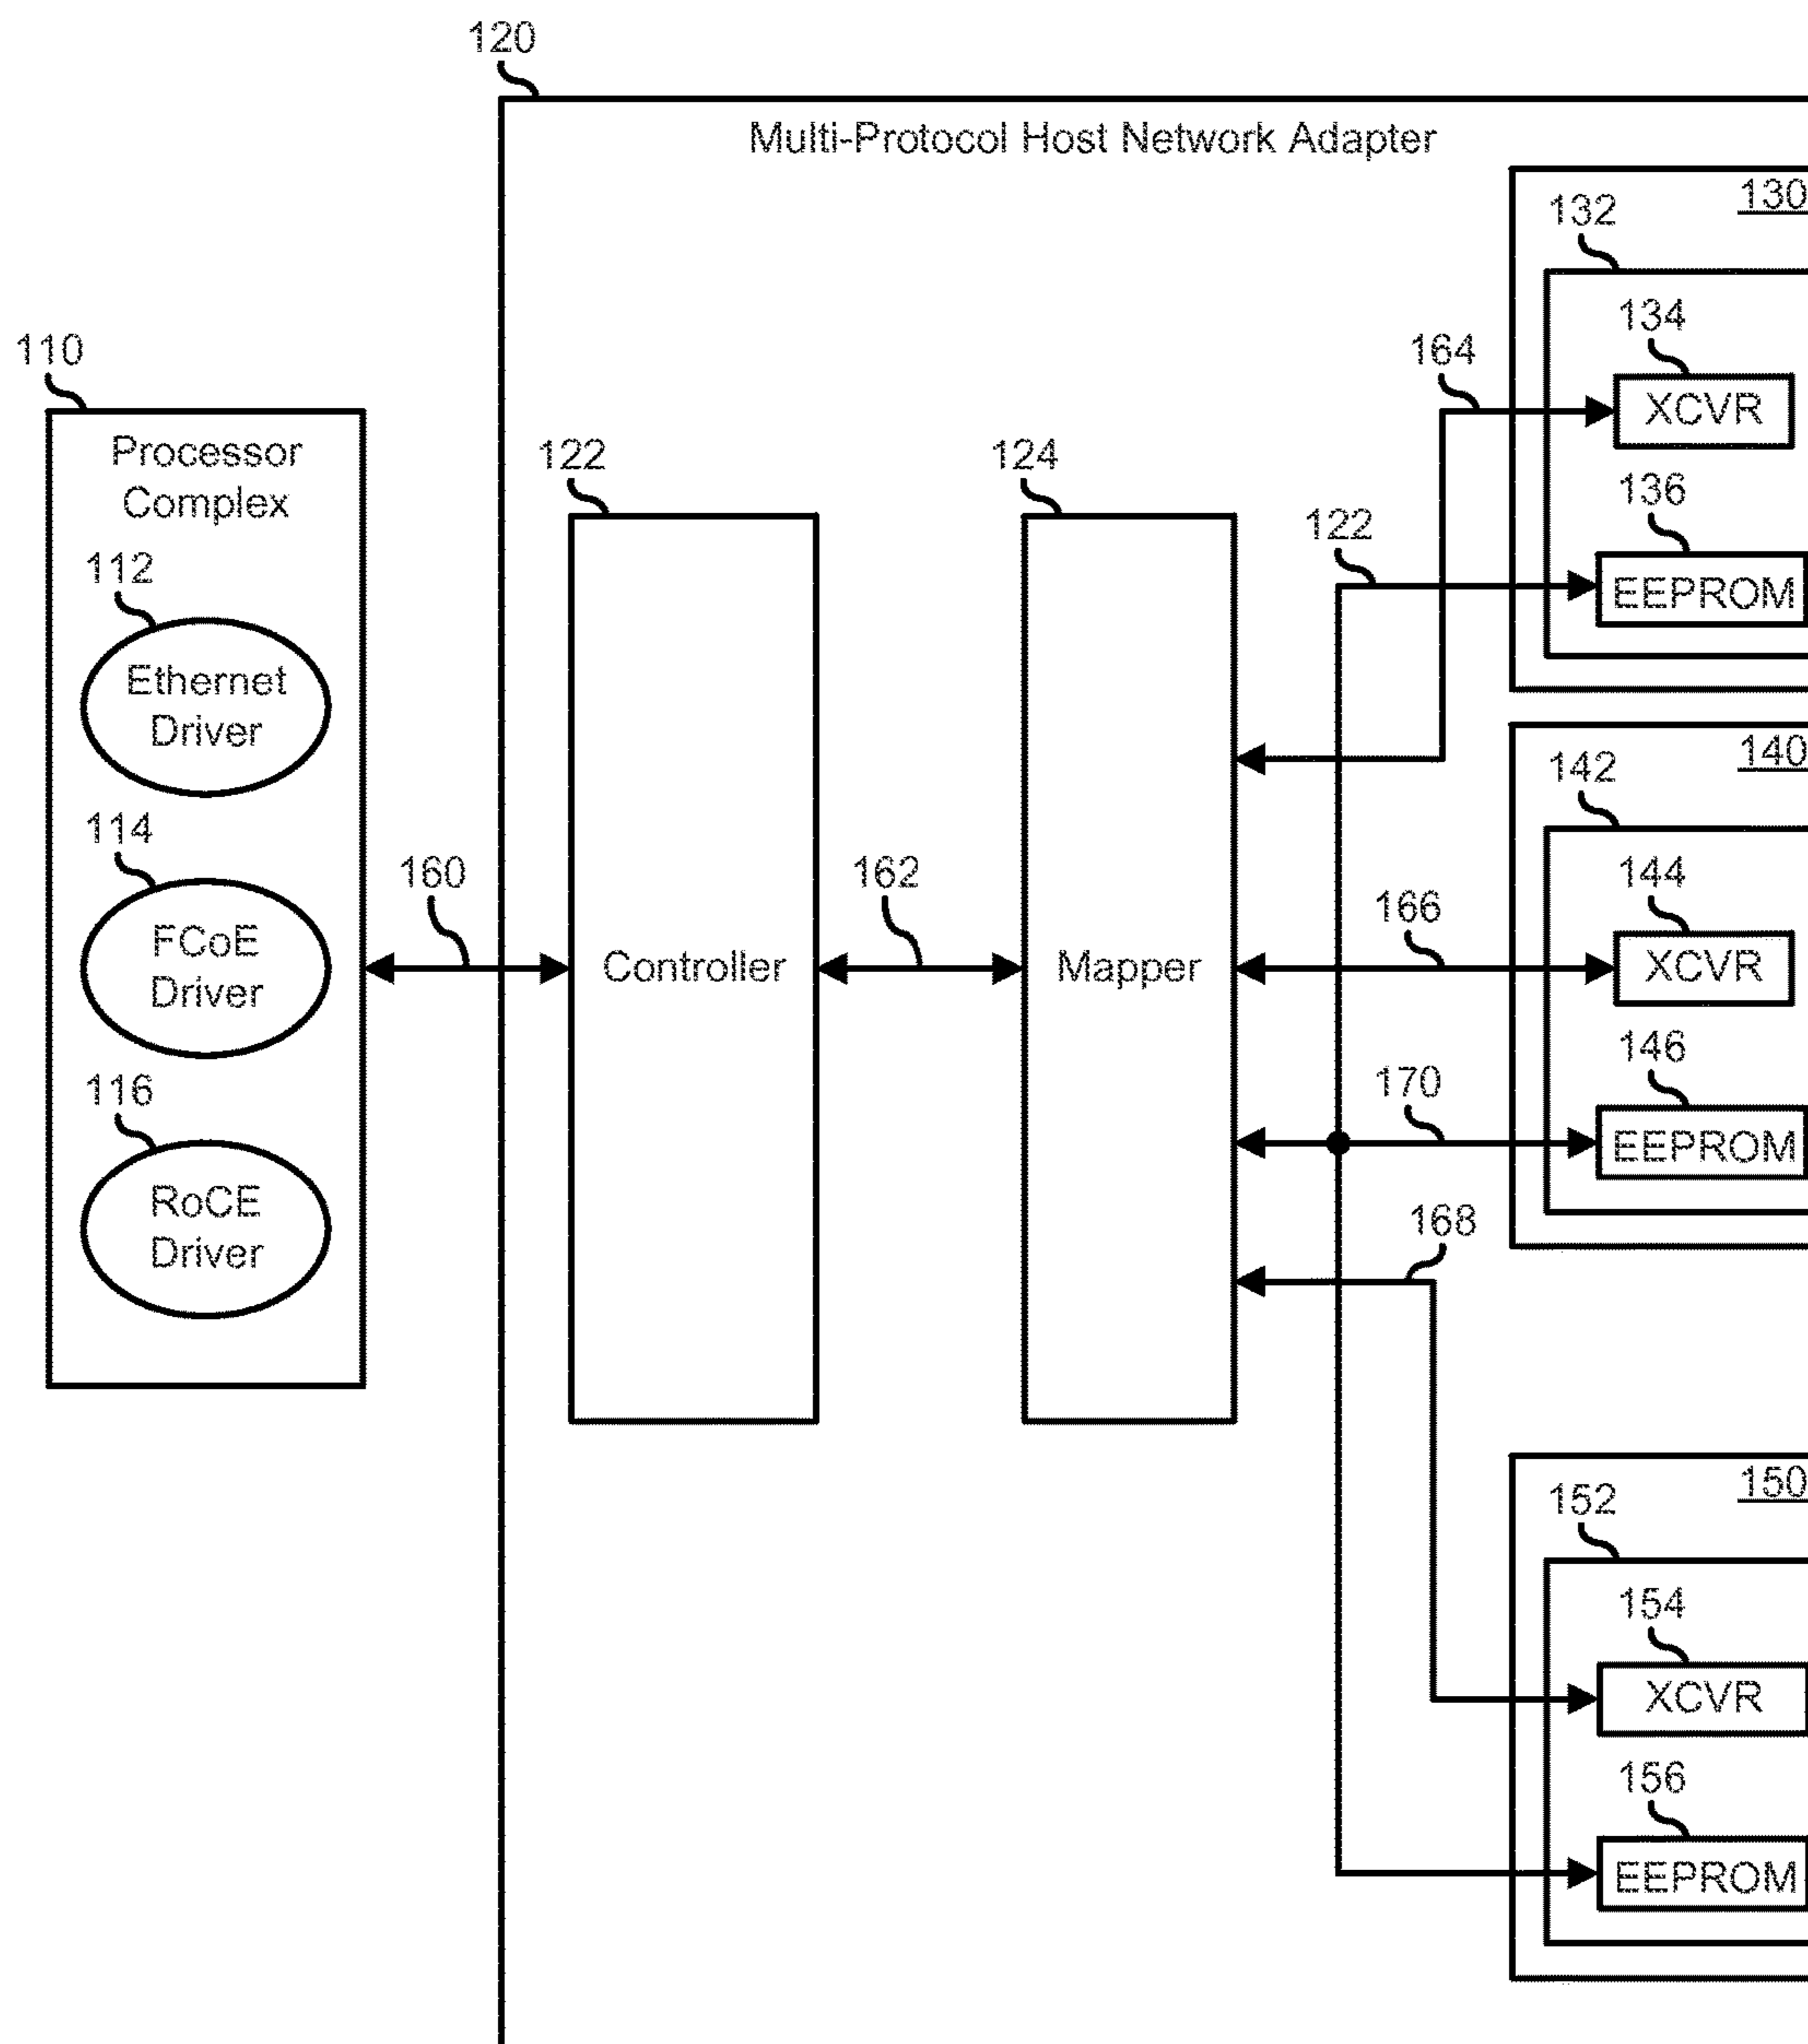 120
Multi-Protocol Host Network Adapter
130
132
134
XCVR
136
EEPROM
164
122
110
Processor
Complex
112
Ethernet
Driver
114
FCoE
Driver
116
RoCE
Driver
160
122
Controller
162
124
Mapper
140
142
144
XCVR
146
EEPROM
166
170
168
150
152
154
XCVR
156
EEPROM